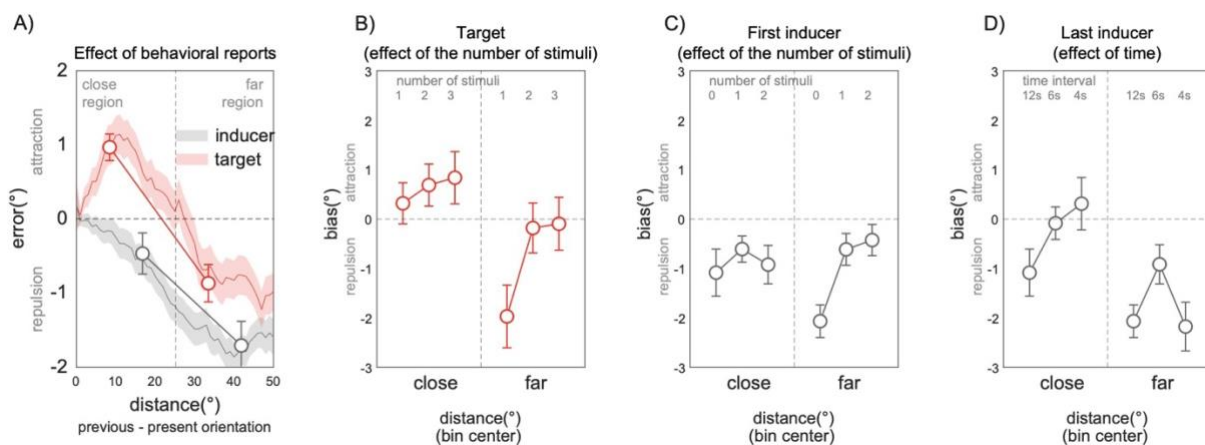 A)
Effect of behavioral reports
2
1
0
-1
-2
error(°)
attraction
repulsion
close
region
far
region
inducer
target
0
10
20
30
40
50
distance(°)
previous - present orientation
B)
Target
(effect of the number of stimuli)
3
2
1
0
-1
-2
-3
bias(°)
attraction
repulsion
number of stimuli
1 2 3
1 2 3
close
far
distance(°)
(bin center)
C)
First inducer
(effect of the number of stimuli)
3
2
1
0
-1
-2
-3
bias(°)
attraction
repulsion
number of stimuli
0 1 2
0 1 2
close
far
distance(°)
(bin center)
D)
Last inducer
(effect of time)
3
2
1
0
-1
-2
-3
bias(°)
attraction
repulsion
time interval
12s 6s 4s
12s 6s 4s
close
far
distance(°)
(bin center)